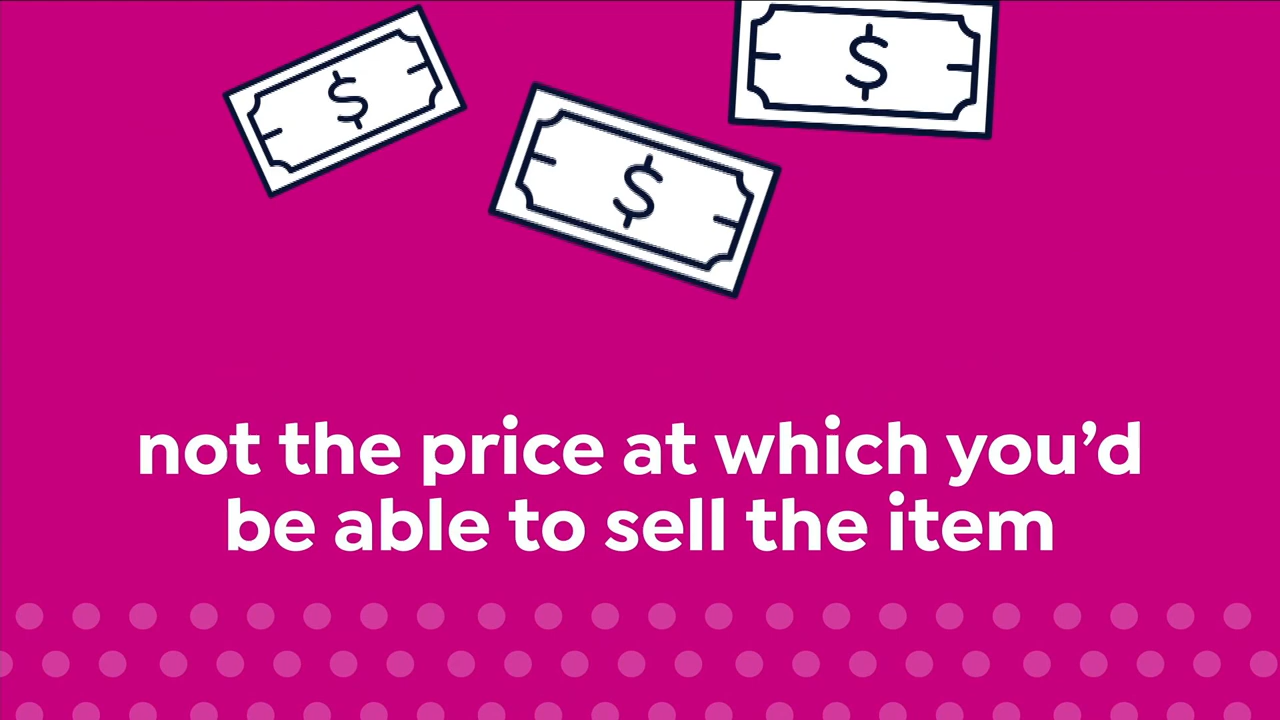 $
$
$
not the price at which you’d
be able to sell the item